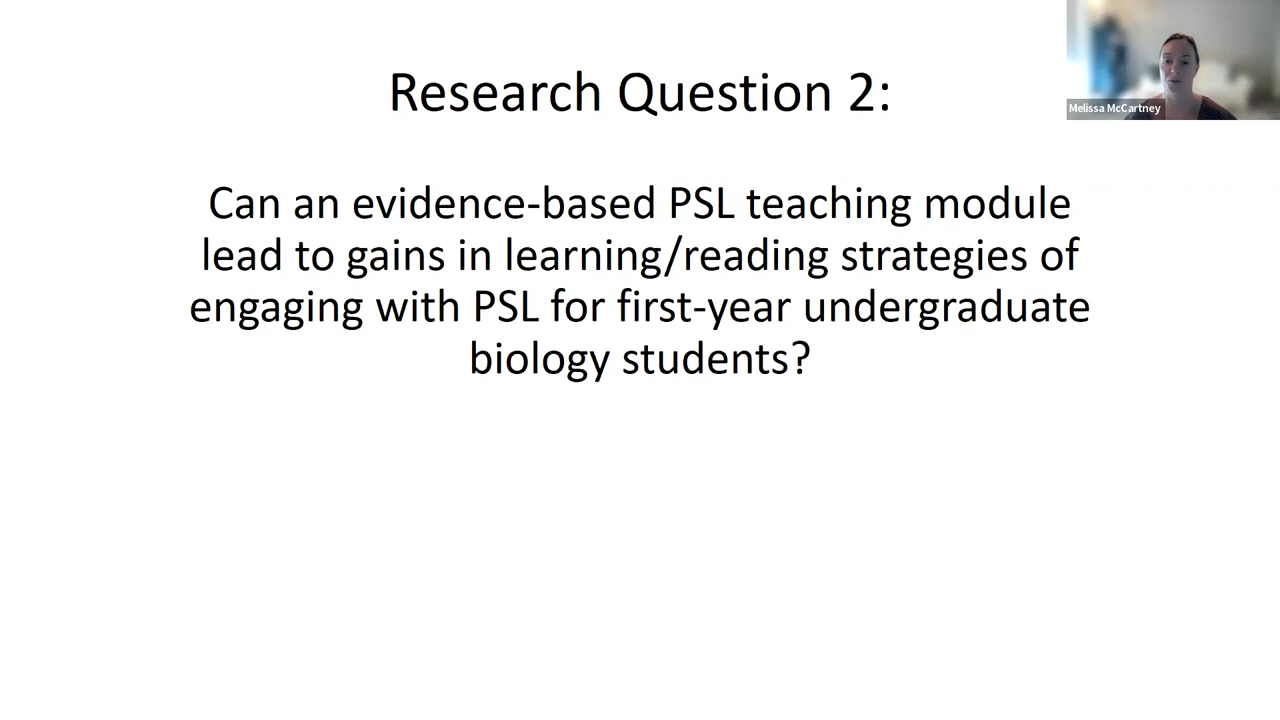 Research Question 2:
Melissa McCartney
Can an evidence-based PSL teaching module
lead to gains in learning/reading strategies of
engaging with PSL for first-year undergraduate
biology students?